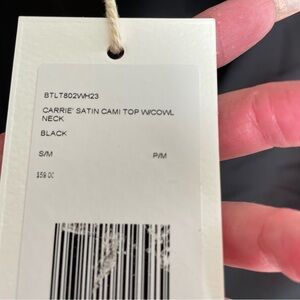 BTLT802WH23
CARRIE' SATIN CAMI TOP W/COWL
NECK
BLACK
S/M P/M
$59.00